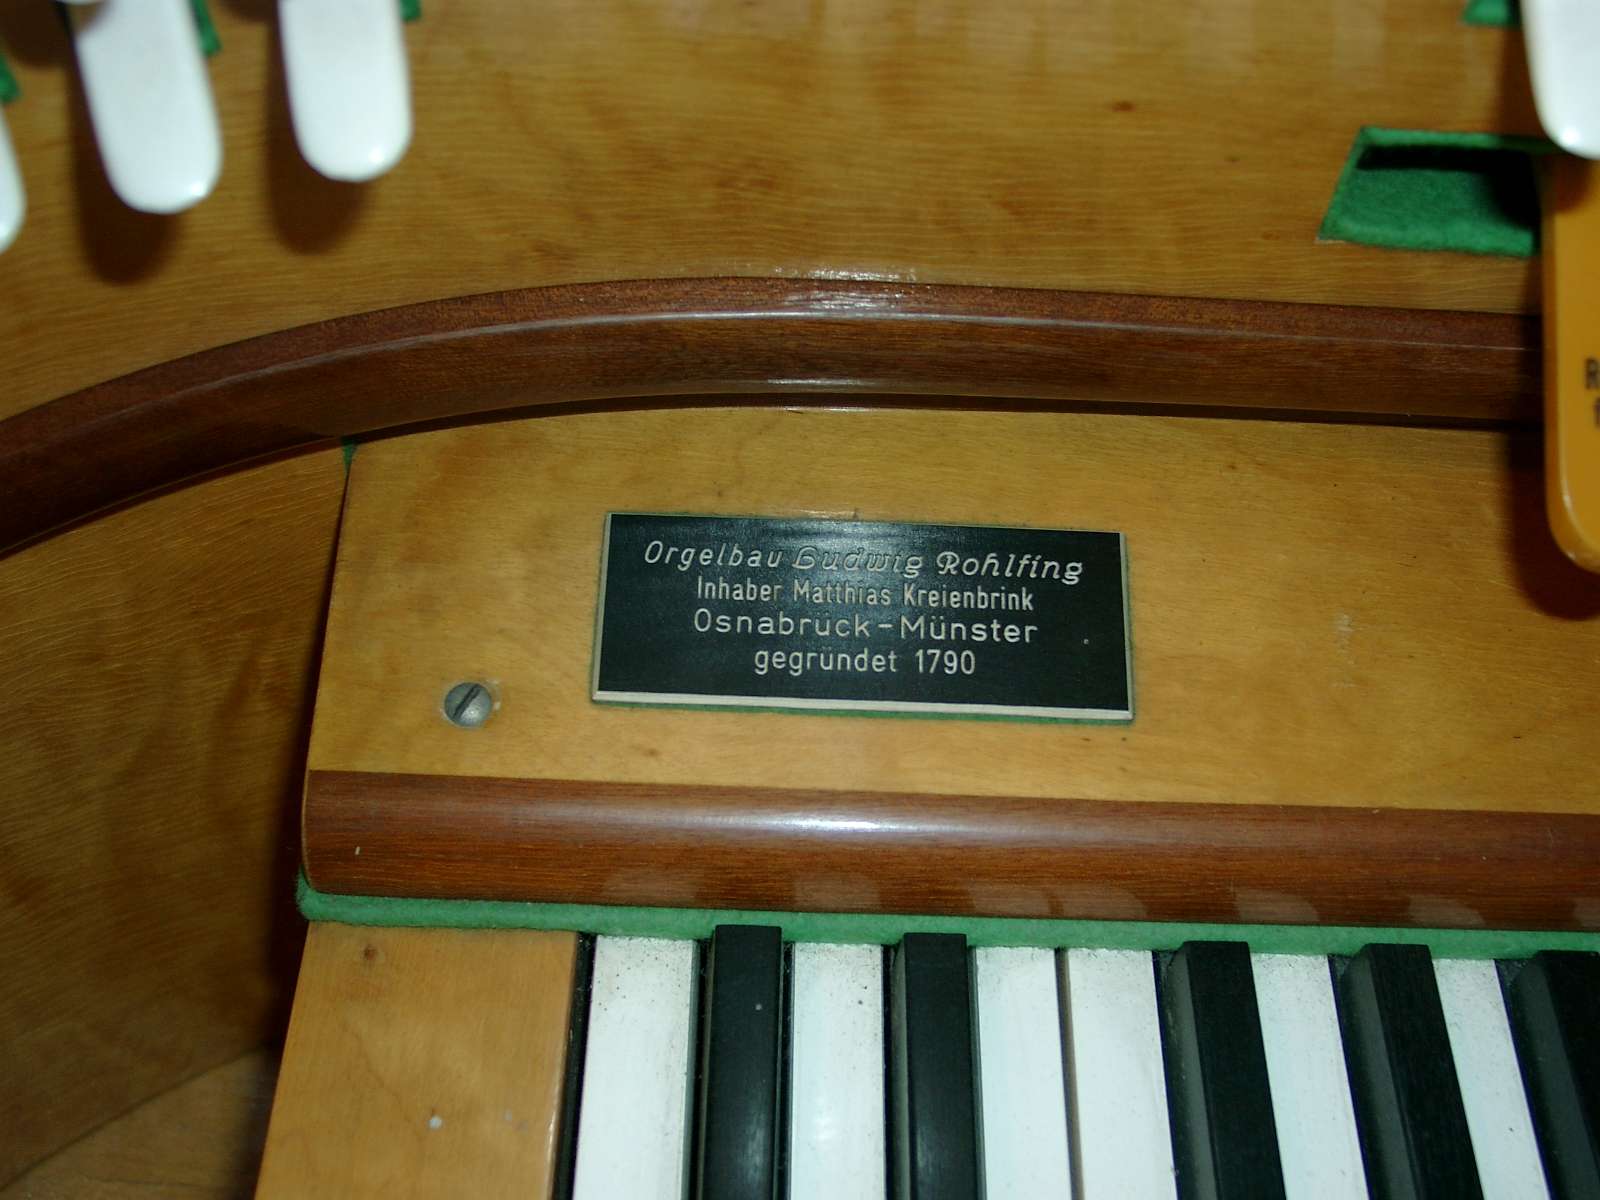 Orgelbau Ludwig Rohlfing
Inhaber Matthias Kreienbrink
Osnabrück-Münster
gegründet 1790
R